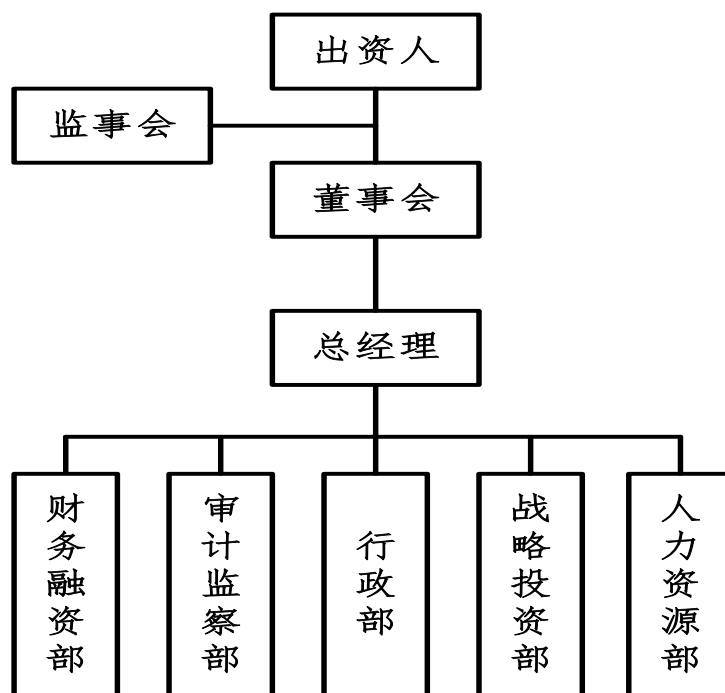 出资人
监事会
董事会
总经理
财务融资部
审计监察部
行政部
战略投资部
人力资源部